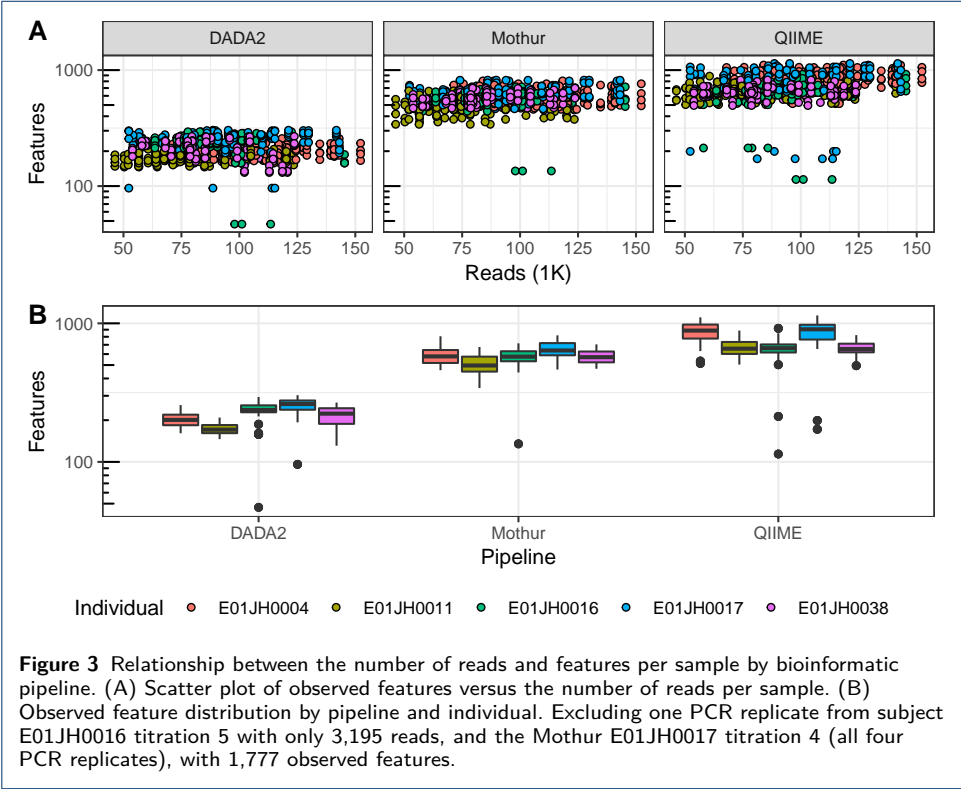 A
DADA2 Mothur QIIME
1000
100
Features
50 75 100 125 150 50 75 100 125 150 50 75 100 125 150
Reads (1K)
B
1000
100
Features
DADA2 Mothur QIIME
Pipeline
Individual E01JH0004 E01JH0011 E01JH0016 E01JH0017 E01JH0038
Figure 3 Relationship between the number of reads and features per sample by bioinformatic
pipeline. (A) Scatter plot of observed features versus the number of reads per sample. (B)
Observed feature distribution by pipeline and individual. Excluding one PCR replicate from subject
E01JH0016 titration 5 with only 3,195 reads, and the Mothur E01JH0017 titration 4 (all four
PCR replicates), with 1,777 observed features.